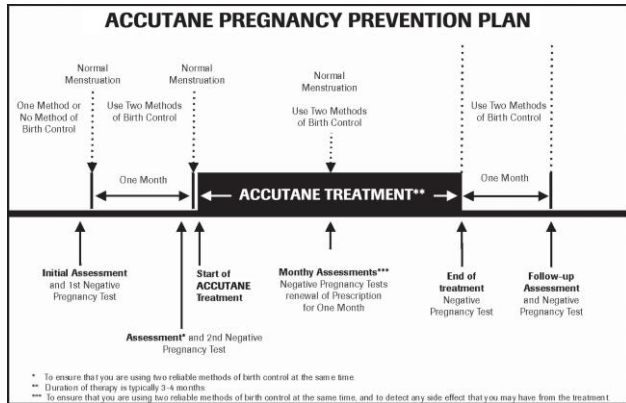 ACCUTANE PREGNANCY PREVENTION PLAN
Normal
Menstruation
Normal
Menstruation
Normal
Menstruation
One Method or
No Method of
Birth Control
Use Two Methods
of Birth Control
Use Two Methods
of Birth Control
Use Two Methods
of Birth Control
One Month
ACCUTANE TREATMENT**
One Month
Initial Assessment
and 1st Negative
Pregnancy Test
Start of
ACCUTANE
Treatment
Monthy Assessments***
Negative Pregnancy Tests
renewal of Prescription
for One Month
End of
treatment
Negative
Pregnancy Test
Follow-up
Assessment
and Negative
Pregnancy Test
Assessment* and 2nd Negative
Pregnancy Test
* To ensure that you are using two reliable methods of birth control at the same time.
** Duration of therapy is typically 3-4 months
*** To ensure that you are using two reliable methods of birth control at the same time, and to detect any side effect that you may have from the treatment